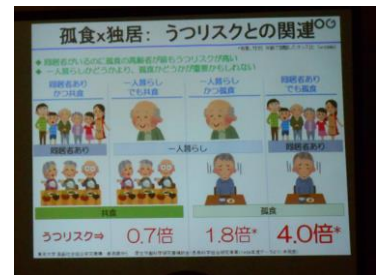 孤食x独居： うつリスクとの関連
◆ 同居者がいるのに孤食の高齢者が最もうつリスクが高い
◆ 一人暮らしかどうかより、孤食かどうかが重要かもしれない
同居者あり
かつ共食
一人暮らし
でも共食
一人暮らし
かつ孤食
同居者あり
でも孤食
同居者あり
一人暮らし
同居者あり
共食
孤食
うつリスク⇒
0.7倍
1.8倍*
4.0倍*